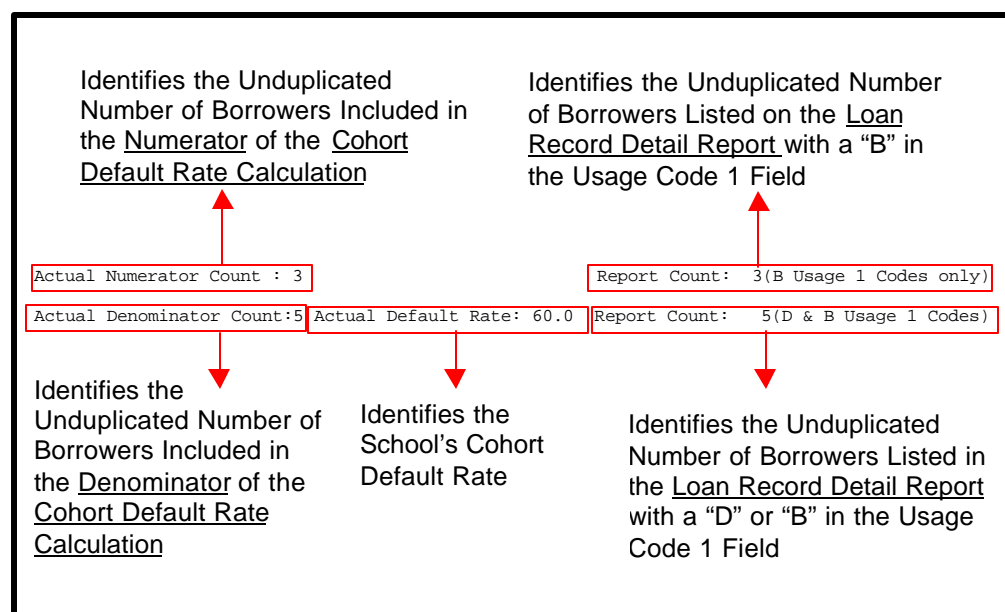 Identifies the Unduplicated
Number of Borrowers Included in
the Numerator of the Cohort
Default Rate Calculation
Identifies the Unduplicated Number
of Borrowers Listed on the Loan
Record Detail Report with a “B” in
the Usage Code 1 Field
Actual Numerator Count : 3
Report Count: 3(B Usage 1 Codes only)
Actual Denominator Count:5
Actual Default Rate: 60.0
Report Count: 5(D & B Usage 1 Codes)
Identifies the
Unduplicated Number of
Borrowers Included in
the Denominator of the
Cohort Default Rate
Calculation
Identifies the
School’s Cohort
Default Rate
Identifies the Unduplicated
Number of Borrowers Listed in
the Loan Record Detail Report
with a “D” or “B” in the Usage
Code 1 Field